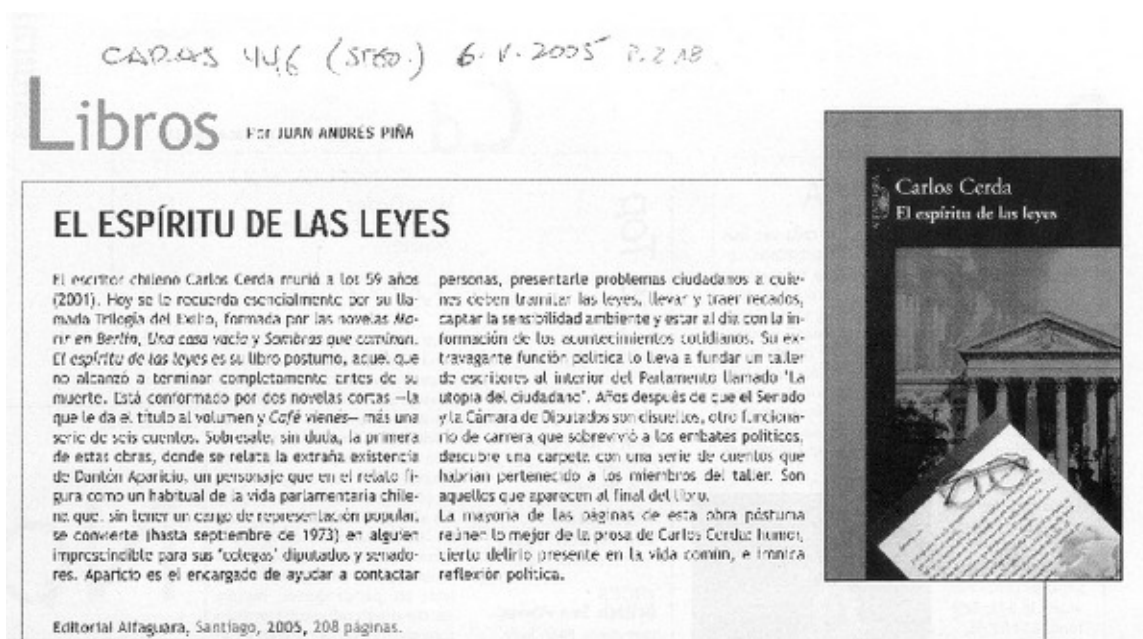 CARAS 446 (STGO.) 6.V.2005 P. 218.
Libros
Por JUAN ANDRÉS PIÑA
EL ESPÍRITU DE LAS LEYES
El escritor chileno Carlos Cerda murió a los 59 años
(2001). Hoy se le recuerda esencialmente por su lla-
mada Trilogía del Exilio, formada por las novelas Mo-
rir en Berlín, Una casa vacía y Sombras que caminan.
El espíritu de las leyes es su libro póstumo, aquel que
no alcanzó a terminar completamente antes de su
muerte. Está conformado por dos novelas cortas —la
que le da el título al volumen y Café vienés— más una
serie de seis cuentos. Sobresale, sin duda, la primera
de estas obras, donde se relata la extraña existencia
de Dantón Aparicio, un personaje que en el relato fi-
gura como un habitual de la vida parlamentaria chile-
na que, sin tener un cargo de representación popular,
se convierte (hasta septiembre de 1973) en alguien
imprescindible para sus "colegas" diputados y senado-
res. Aparicio es el encargado de ayudar a contactar
personas, presentarle problemas ciudadanos a quie-
nes deben tramitar las leyes, llevar y traer recados,
captar la sensibilidad ambiente y estar al día con la in-
formación de los acontecimientos cotidianos. Su ex-
travagante función política lo lleva a fundar un taller
de escritores al interior del Parlamento llamado "La
utopía del ciudadano". Años después de que el Senado
y la Cámara de Diputados son disueltos, otro funciona-
rio de carrera que sobrevivió a los embates políticos,
descubre una carpeta con una serie de cuentos que
habrían pertenecido a los miembros del taller. Son
aquellos que aparecen al final del libro.
La mayoría de las páginas de esta obra póstuma
reúnen lo mejor de la prosa de Carlos Cerda: humor,
cierto delirio presente en la vida común, e irónica
reflexión política.
Editorial Alfaguara, Santiago, 2005, 208 páginas.
Carlos Cerda
El espíritu de las leyes